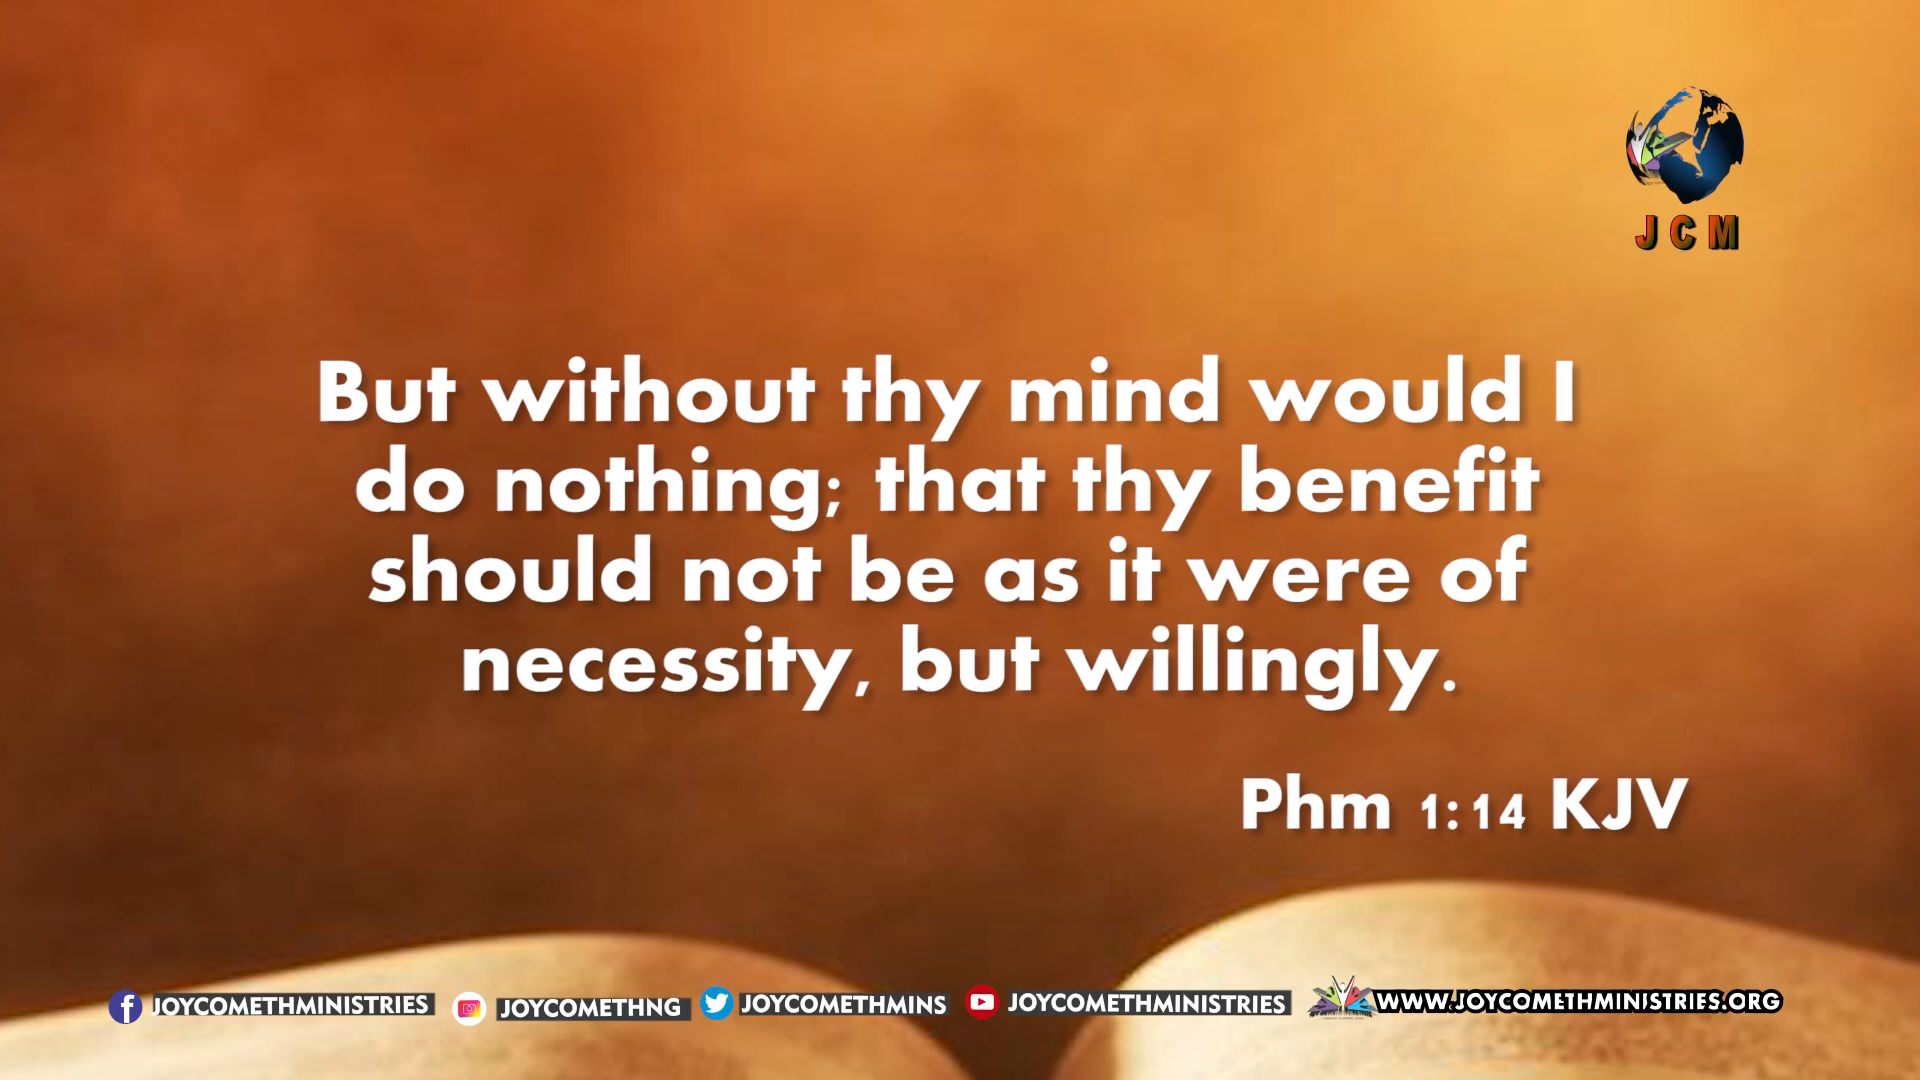 J C M
But without thy mind would I
do nothing; that thy benefit
should not be as it were of
necessity, but willingly.
Phm 1:14 KJV
JOYCOMETHMINISTRIES JOYCOMETHNG JOYCOMETHMINS JOYCOMETHMINISTRIES WWW.JOYCOMETHMINISTRIES.ORG